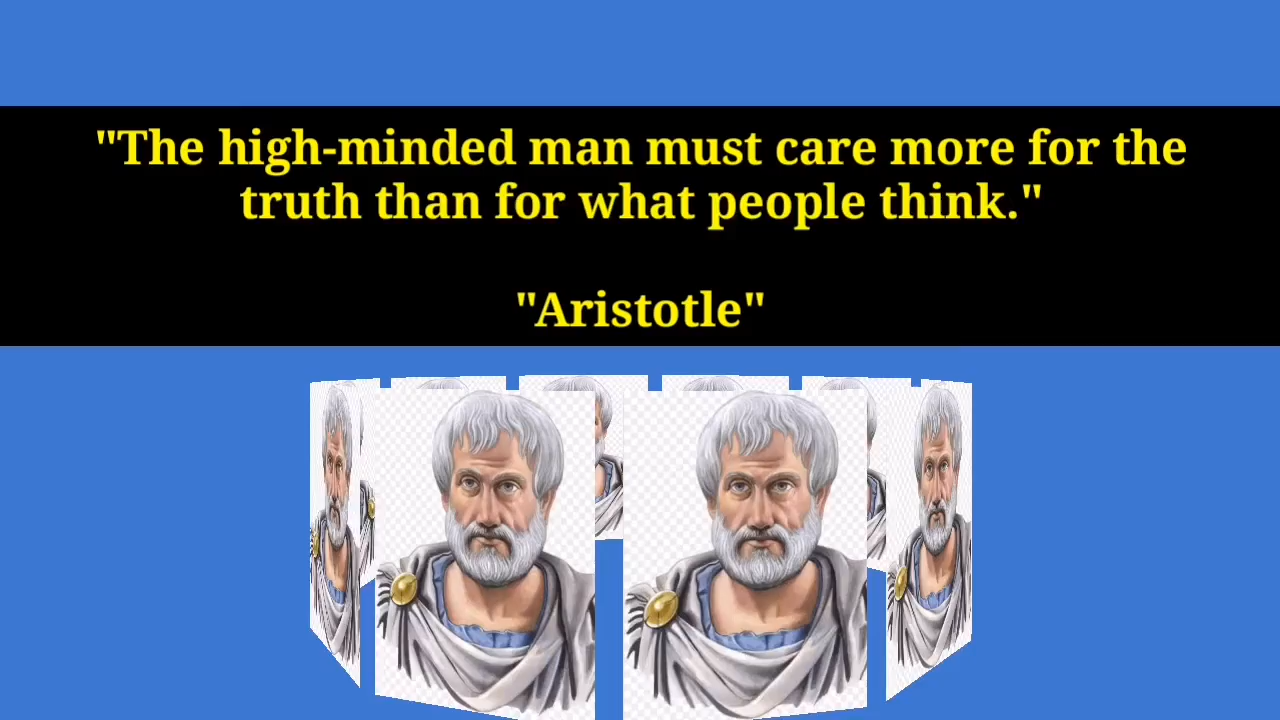 "The high-minded man must care more for the
truth than for what people think."
"Aristotle"